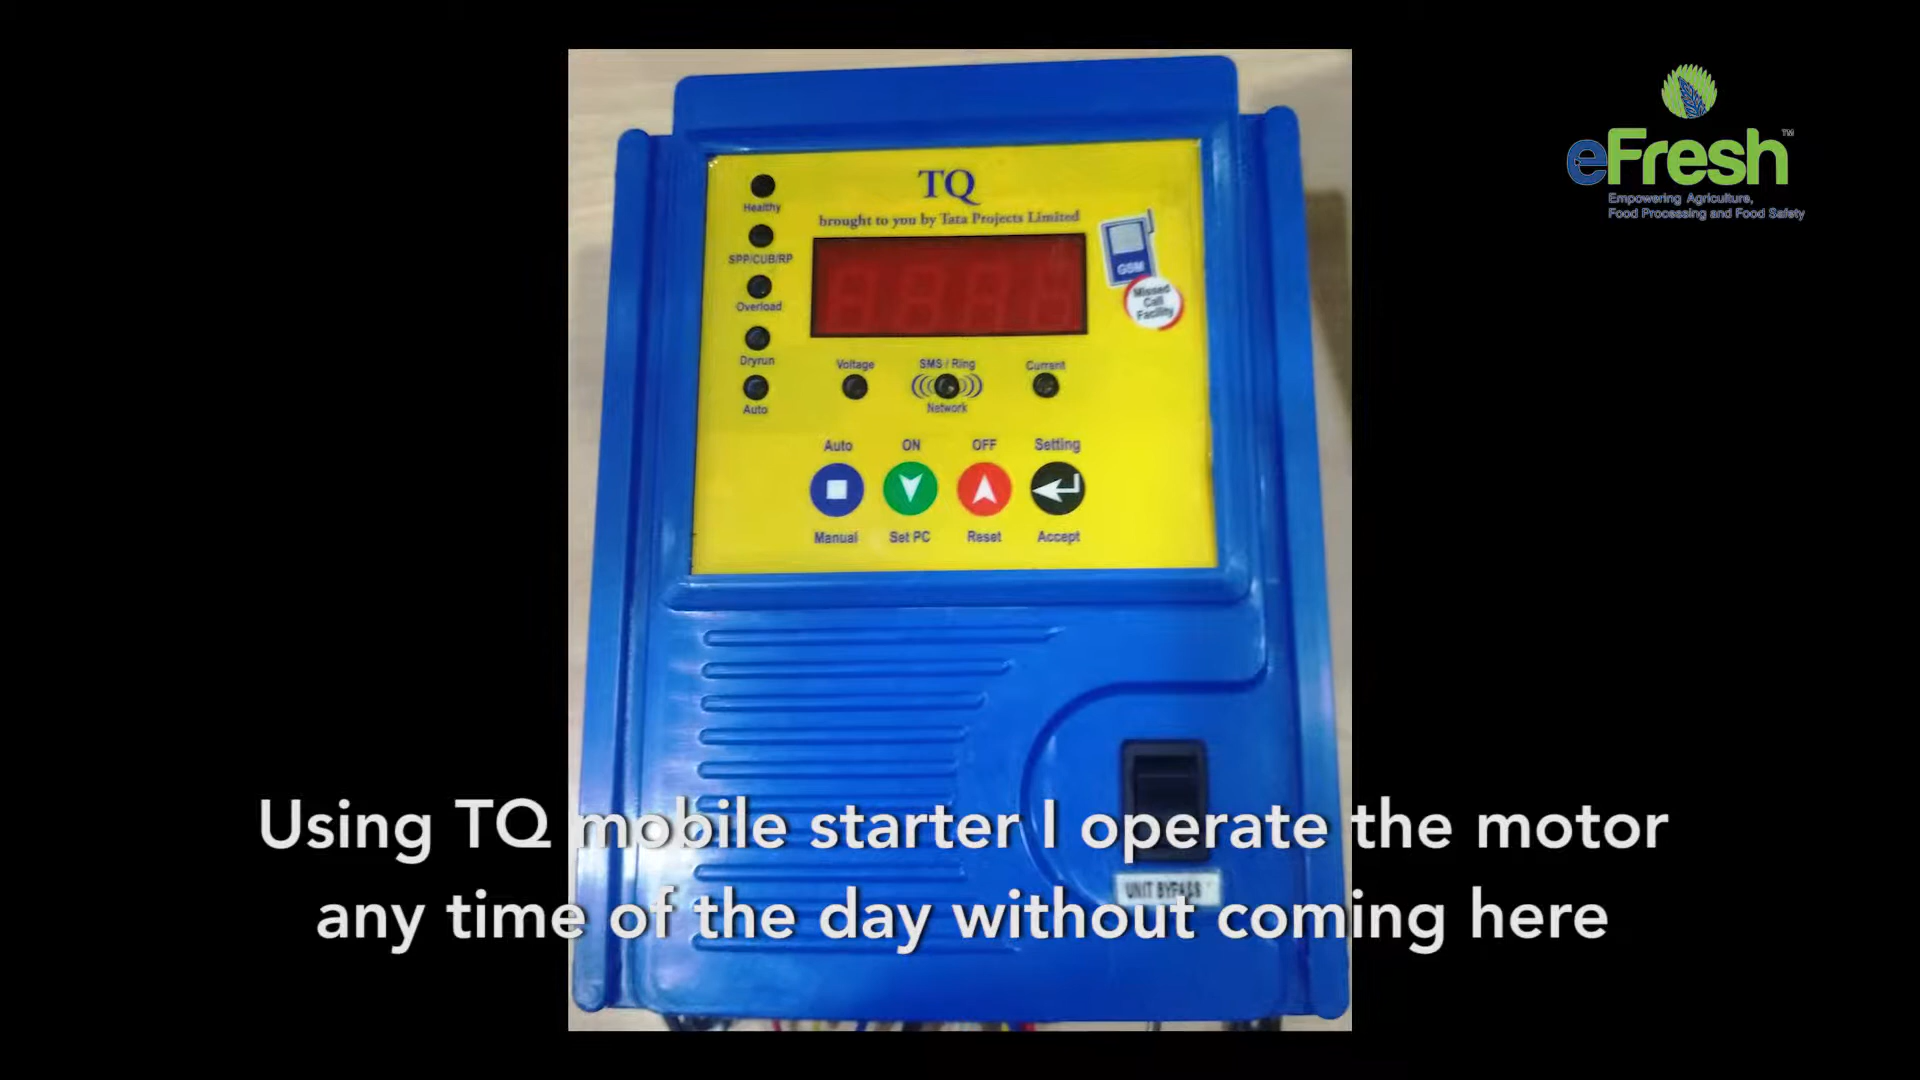 eFresh™
Empowering Agriculture,
Food Processing and Food Safety
TQ
brought to you by Tata Projects Limited
Healthy
SPP/CUB/RP
Overload
Dryrun
Auto
GSM
Missed
Call
Facility
Voltage
SMS / Ring
Network
Current
Auto
ON
OFF
Setting
Manual
Set PC
Reset
Accept
UNIT BYPASS
Using TQ mobile starter I operate the motor
any time of the day without coming here